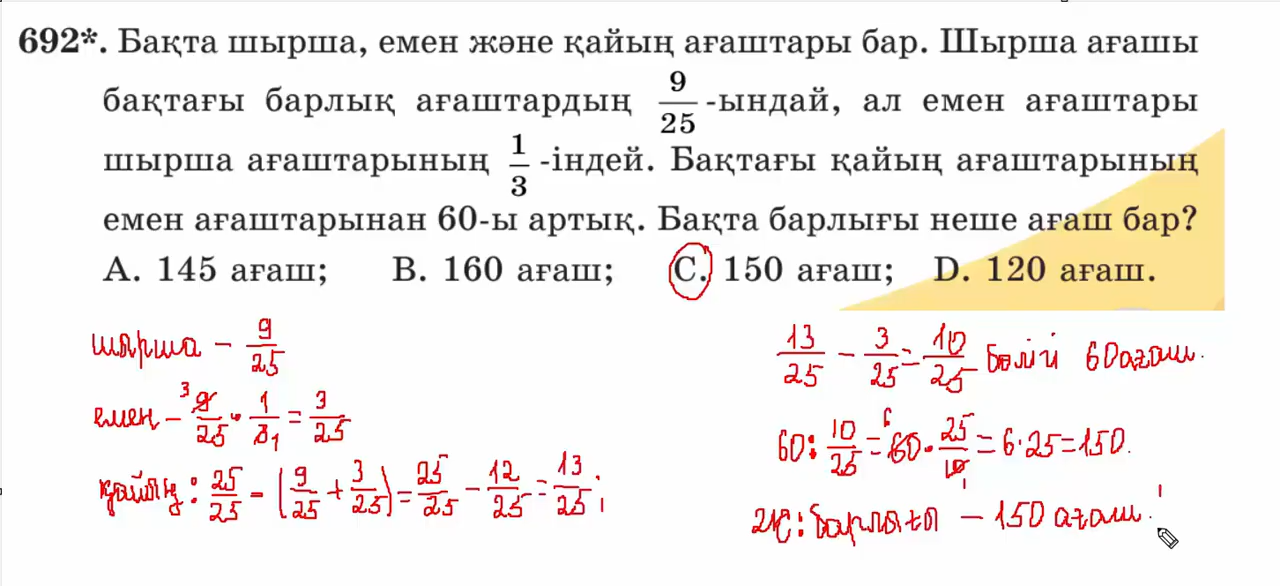 692*. Бақта шырша, емен және қайың ағаштары бар. Шырша ағашы
бақтағы барлық ағаштардың 9/25 -ындай, ал емен ағаштары
шырша ағаштарының 1/3 -індей. Бақтағы қайың ағаштарының
емен ағаштарынан 60-ы артық. Бақта барлығы неше ағаш бар?
A. 145 ағаш; B. 160 ағаш; C. 150 ағаш; D. 120 ағаш.
шырша – 9/25
емен – 9/25 · 1/3 = 3/25
қайың : 25/25 – (9/25 + 3/25) = 25/25 – 12/25 = 13/25 ;
13/25 – 3/25 = 10/25 бөлігі 60 ағаш.
60 : 10/25 = 60 · 25/10 = 6 · 25 = 150.
Ж : барлығы – 150 ағаш.